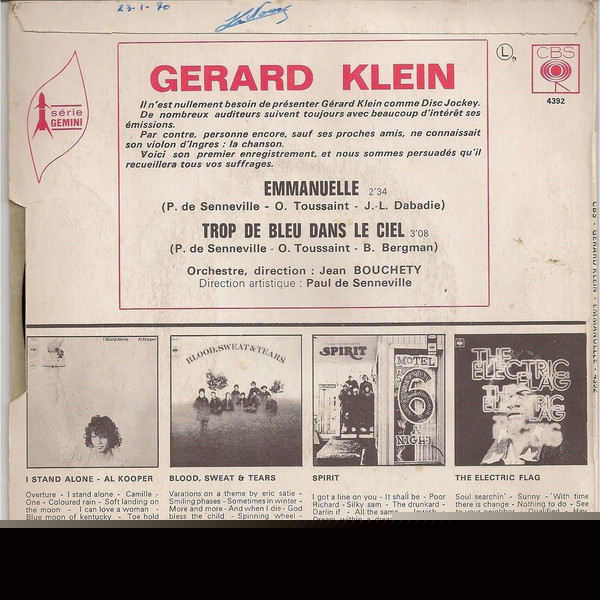 23-1-70
L
CBS
4392
série
GEMINI
GERARD KLEIN
Il n'est nullement besoin de présenter Gérard Klein comme Disc Jockey.
De nombreux auditeurs suivent toujours avec beaucoup d'intérêt ses
émissions.
Par contre, personne encore, sauf ses proches amis, ne connaissait
son violon d'Ingres : la chanson.
Voici son premier enregistrement, et nous sommes persuadés qu'il
recueillera tous vos suffrages.
EMMANUELLE 2'34
(P. de Senneville - O. Toussaint - J.-L. Dabadie)
TROP DE BLEU DANS LE CIEL 3'08
(P. de Senneville - O. Toussaint - B. Bergman)
Orchestre, direction : Jean BOUCHETY
Direction artistique : Paul de Senneville
CBS - GERARD KLEIN - EMMANUELLE - 4392
I Stand Alone Al Kooper
BLOOD, SWEAT & TEARS
SPIRIT
MOTEL
6
A NIGHT
THE
ELECTRIC
FLAG
I STAND ALONE - AL KOOPER
Overture - I stand alone - Camille -
One - Coloured rain - Soft landing on
the moon - I can love a woman -
Blue moon of kentucky - Toe hold
BLOOD, SWEAT & TEARS
Varations on a theme by eric satie -
Smiling phases - Sometimes in winter -
More and more - And when I die - God
bless the child - Spinning wheel -
SPIRIT
I got a line on you - It shall be - Poor
Richard - Silky sam - The drunkard -
Darlin if - All the same - Jewish -
Dream within a dream
THE ELECTRIC FLAG
Soul searchin' - Sunny - With time
there is change - Nothing to do - See
to your neighbor - Qualified - Hey